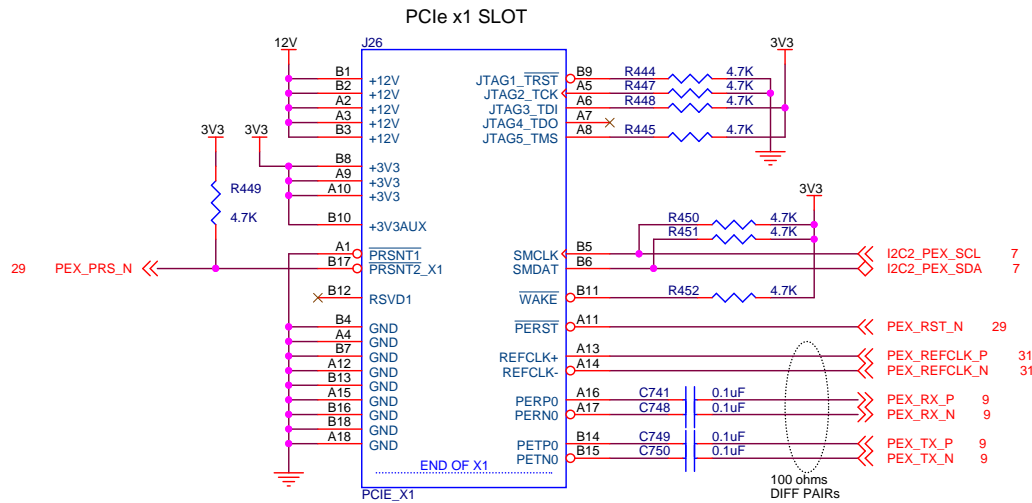 PCIe x1 SLOT
12V
J26
3V3
B1 +12V
B2 +12V
A2 +12V
A3 +12V
B3 +12V
JTAG1_TRST B9 R444 4.7K
JTAG2_TCK A5 R447 4.7K
JTAG3_TDI A6 R448 4.7K
JTAG4_TDO A7
JTAG5_TMS A8 R445 4.7K
3V3 3V3
B8 +3V3
A9 +3V3
A10 +3V3
R449
4.7K
3V3
B10 +3V3AUX
R450 4.7K
R451 4.7K
A1 PRSNT1
29 PEX_PRS_N B17 PRSNT2_X1
SMCLK B5 I2C2_PEX_SCL 7
SMDAT B6 I2C2_PEX_SDA 7
B12 RSVD1
WAKE B11 R452 4.7K
B4 GND
A4 GND
B7 GND
A12 GND
B13 GND
A15 GND
B16 GND
B18 GND
A18 GND
PERST A11 PEX_RST_N 29
REFCLK+ A13 PEX_REFCLK_P 31
REFCLK- A14 PEX_REFCLK_N 31
PERP0 A16 C741 0.1uF PEX_RX_P 9
PERN0 A17 C748 0.1uF PEX_RX_N 9
PETP0 B14 C749 0.1uF PEX_TX_P 9
PETN0 B15 C750 0.1uF PEX_TX_N 9
END OF X1
PCIE_X1
100 ohms
DIFF PAIRs